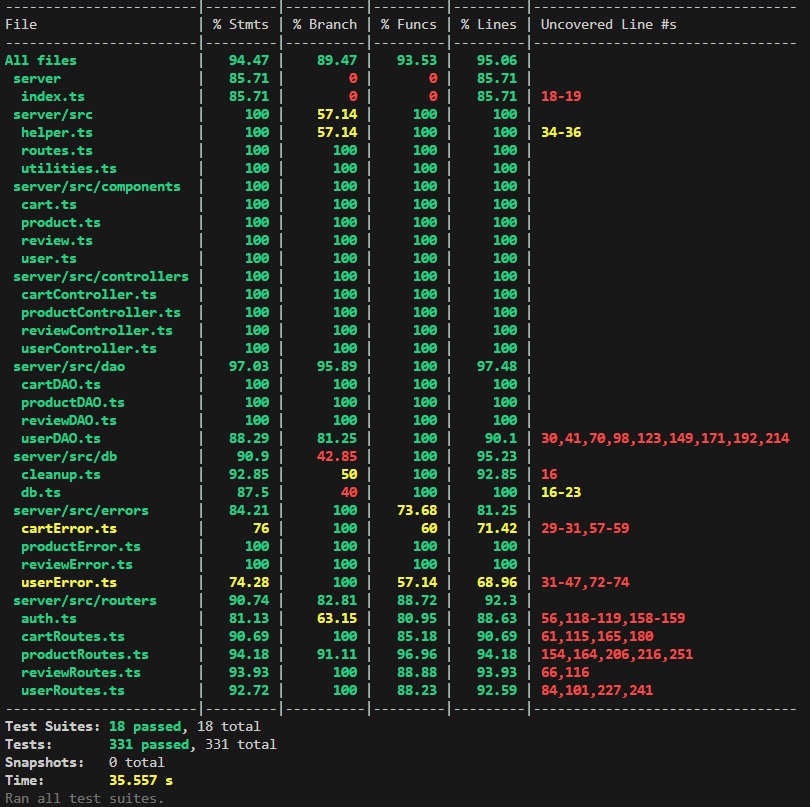 -------------------------|---------|----------|---------|---------|---------------------------------
File                     | % Stmts | % Branch | % Funcs | % Lines | Uncovered Line #s
-------------------------|---------|----------|---------|---------|---------------------------------
All files                |   94.47 |    89.47 |   93.53 |   95.06 |
 server                  |   85.71 |        0 |       0 |   85.71 |
  index.ts               |   85.71 |        0 |       0 |   85.71 | 18-19
 server/src              |     100 |    57.14 |     100 |     100 |
  helper.ts              |     100 |    57.14 |     100 |     100 | 34-36
  routes.ts              |     100 |      100 |     100 |     100 |
  utilities.ts           |     100 |      100 |     100 |     100 |
 server/src/components   |     100 |      100 |     100 |     100 |
  cart.ts                |     100 |      100 |     100 |     100 |
  product.ts             |     100 |      100 |     100 |     100 |
  review.ts              |     100 |      100 |     100 |     100 |
  user.ts                |     100 |      100 |     100 |     100 |
 server/src/controllers  |     100 |      100 |     100 |     100 |
  cartController.ts      |     100 |      100 |     100 |     100 |
  productController.ts   |     100 |      100 |     100 |     100 |
  reviewController.ts    |     100 |      100 |     100 |     100 |
  userController.ts      |     100 |      100 |     100 |     100 |
 server/src/dao          |   97.03 |    95.89 |     100 |   97.48 |
  cartDAO.ts             |     100 |      100 |     100 |     100 |
  productDAO.ts          |     100 |      100 |     100 |     100 |
  reviewDAO.ts           |     100 |      100 |     100 |     100 |
  userDAO.ts             |   88.29 |    81.25 |     100 |    90.1 | 30,41,70,98,123,149,171,192,214
 server/src/db           |    90.9 |    42.85 |     100 |   95.23 |
  cleanup.ts             |   92.85 |       50 |     100 |   92.85 | 16
  db.ts                  |    87.5 |       40 |     100 |     100 | 16-23
 server/src/errors       |   84.21 |      100 |   73.68 |   81.25 |
  cartError.ts           |      76 |      100 |      60 |   71.42 | 29-31,57-59
  productError.ts        |     100 |      100 |     100 |     100 |
  reviewError.ts         |     100 |      100 |     100 |     100 |
  userError.ts           |   74.28 |      100 |   57.14 |   68.96 | 31-47,72-74
 server/src/routers      |   90.74 |    82.81 |   88.72 |    92.3 |
  auth.ts                |   81.13 |    63.15 |   80.95 |   88.63 | 56,118-119,158-159
  cartRoutes.ts          |   90.69 |      100 |   85.18 |   90.69 | 61,115,165,180
  productRoutes.ts       |   94.18 |    91.11 |   96.96 |   94.18 | 154,164,206,216,251
  reviewRoutes.ts        |   93.93 |      100 |   88.88 |   93.93 | 66,116
  userRoutes.ts          |   92.72 |      100 |   88.23 |   92.59 | 84,101,227,241
-------------------------|---------|----------|---------|---------|---------------------------------
Test Suites: 18 passed, 18 total
Tests:       331 passed, 331 total
Snapshots:   0 total
Time:        35.557 s
Ran all test suites.